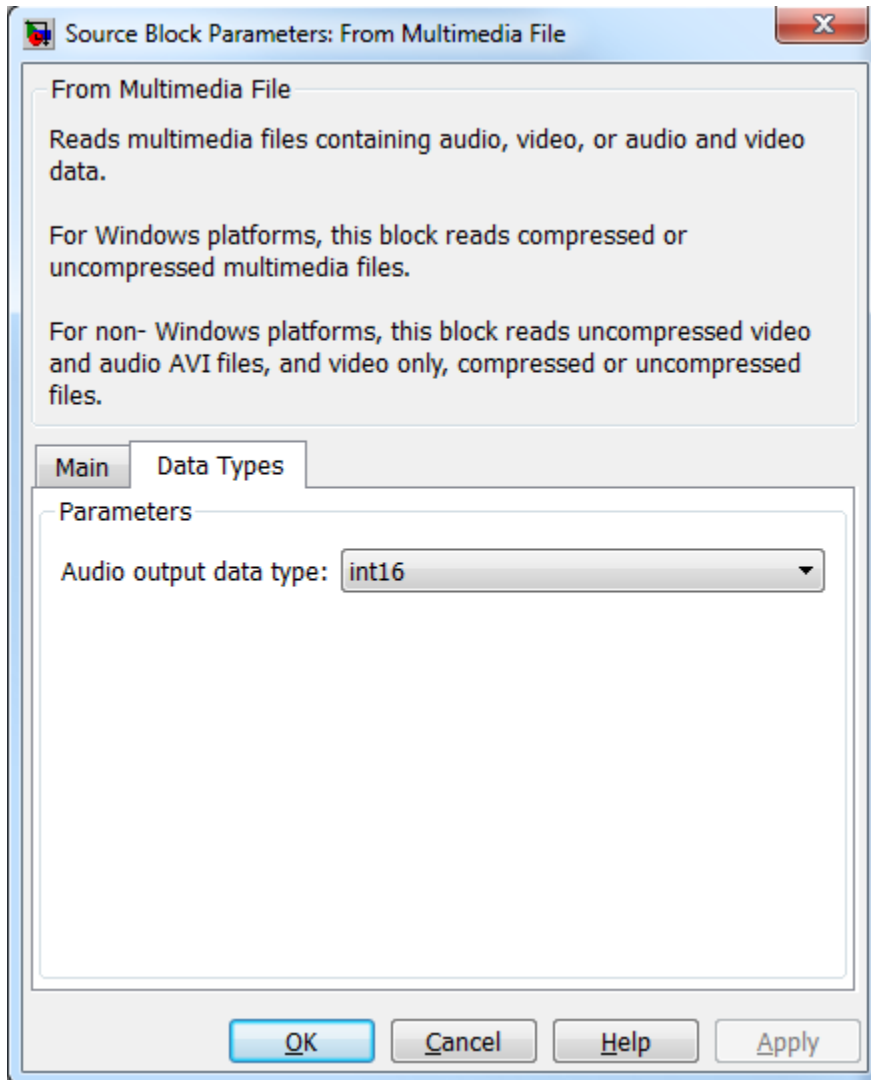 Source Block Parameters: From Multimedia File
x
From Multimedia File
Reads multimedia files containing audio, video, or audio and video
data.
For Windows platforms, this block reads compressed or
uncompressed multimedia files.
For non- Windows platforms, this block reads uncompressed video
and audio AVI files, and video only, compressed or uncompressed
files.
Main Data Types
Parameters
Audio output data type: int16
OK Cancel Help Apply